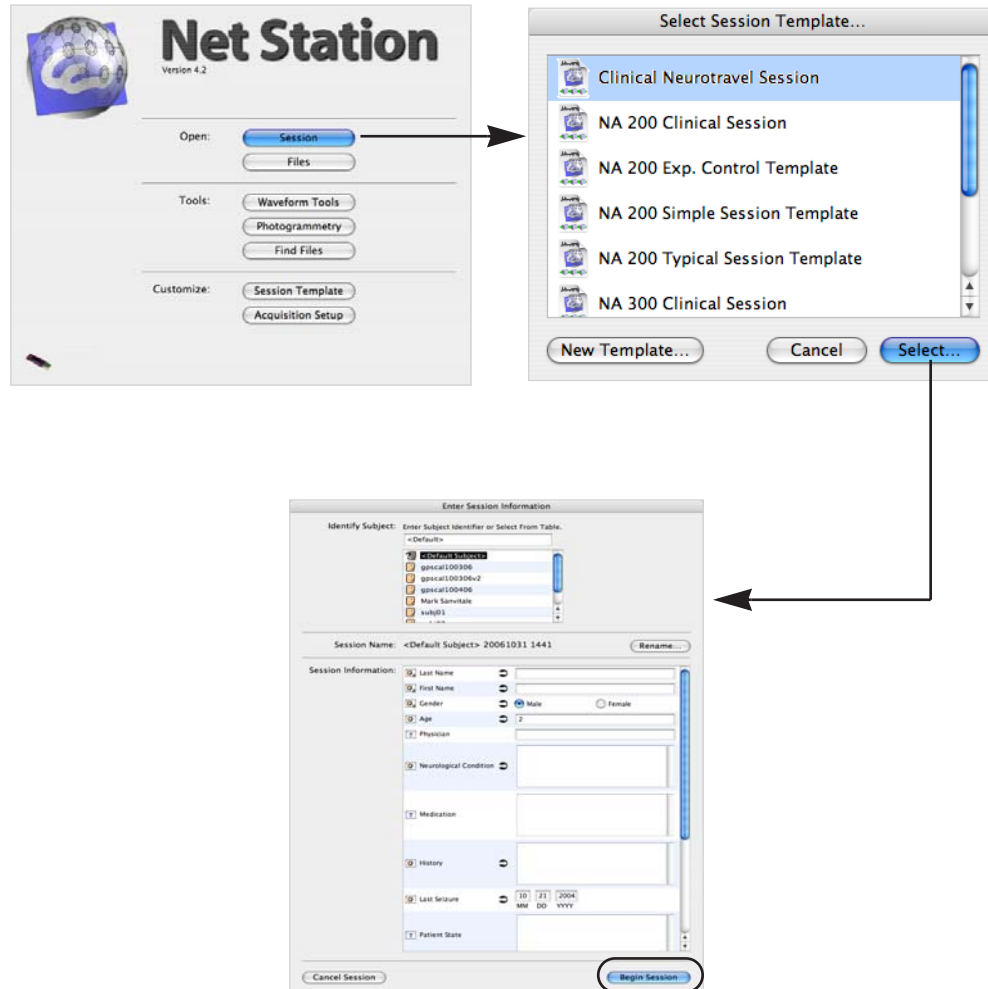 Net Station
Version 4.2
Open:
Session
Files
Tools:
Waveform Tools
Photogrammetry
Find Files
Customize:
Session Template
Acquisition Setup
Select Session Template...
Clinical Neurotravel Session
NA 200 Clinical Session
NA 200 Exp. Control Template
NA 200 Simple Session Template
NA 200 Typical Session Template
NA 300 Clinical Session
New Template...
Cancel
Select...
Enter Session Information
Identify Subject:
Enter Subject Identifier or Select From Table.
<Default>
<Default Subject>
gpscal100306
gpscal100306v2
gpscal100406
Mark Sanvitale
subj01
Session Name:
<Default Subject> 20061031 1441
Rename...
Session Information:
Last Name
First Name
Gender
Male
Female
Age
2
Physician
Neurological Condition
Medication
History
Last Seizure
10 21 2004
MM DD YYYY
Patient State
Cancel Session
Begin Session